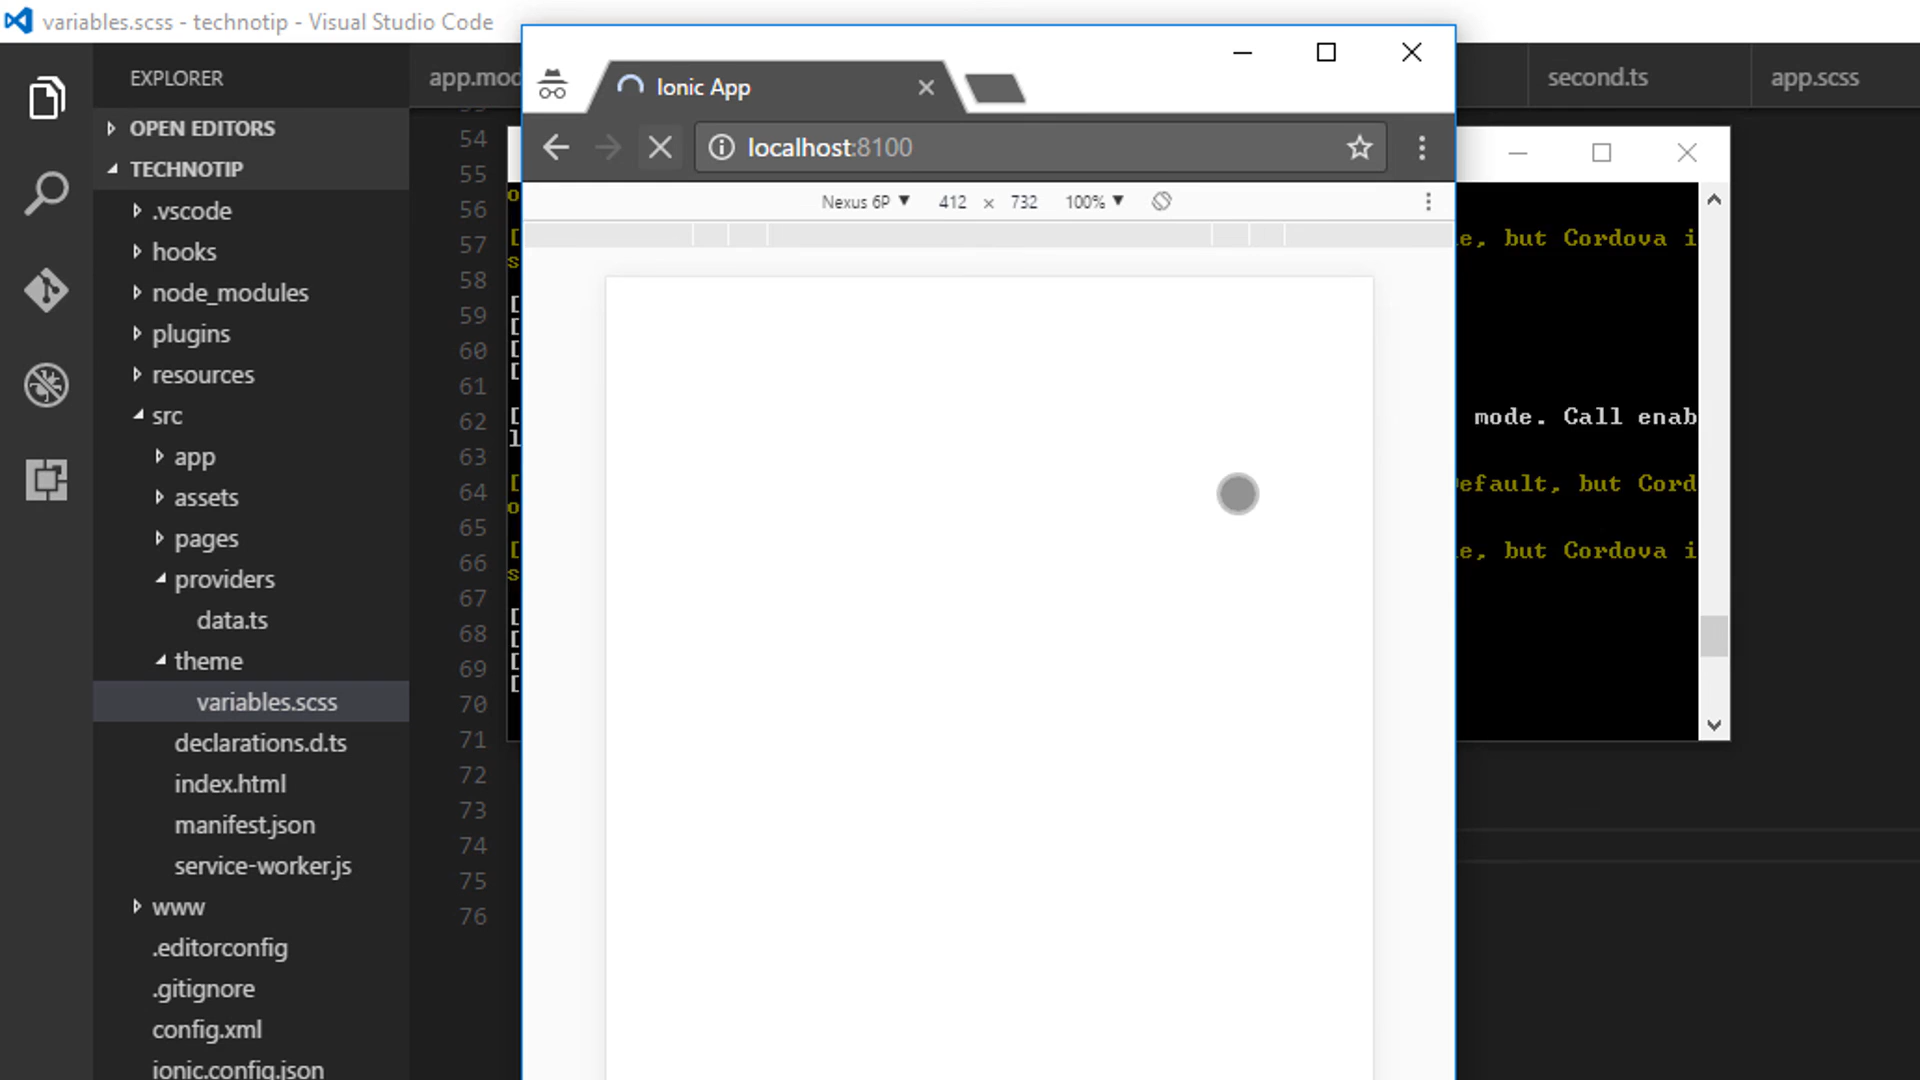 variables.scss - technotip - Visual Studio Code
EXPLORER
OPEN EDITORS
TECHNOTIP
.vscode
hooks
node_modules
plugins
resources
src
app
assets
pages
providers
data.ts
theme
variables.scss
declarations.d.ts
index.html
manifest.json
service-worker.js
www
.editorconfig
.gitignore
config.xml
ionic.config.json
app.mod
second.ts
app.scss
54
55
56
57
58
59
60
61
62
63
64
65
66
67
68
69
70
71
72
73
74
75
76
Ionic App
localhost:8100
Nexus 6P ▼ 412 × 732 100% ▼
e, but Cordova i
mode. Call enab
efault, but Cord
e, but Cordova i